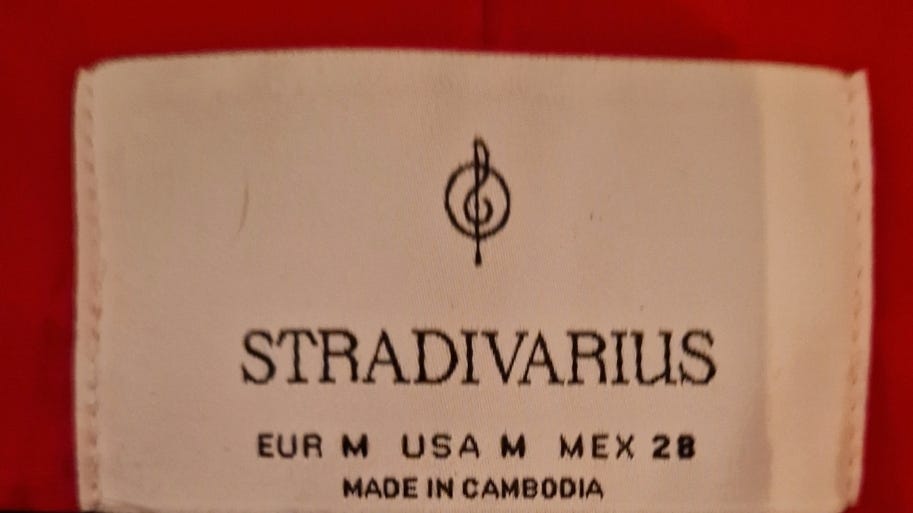 STRADIVARIUS
EUR M USA M MEX 28
MADE IN CAMBODIA